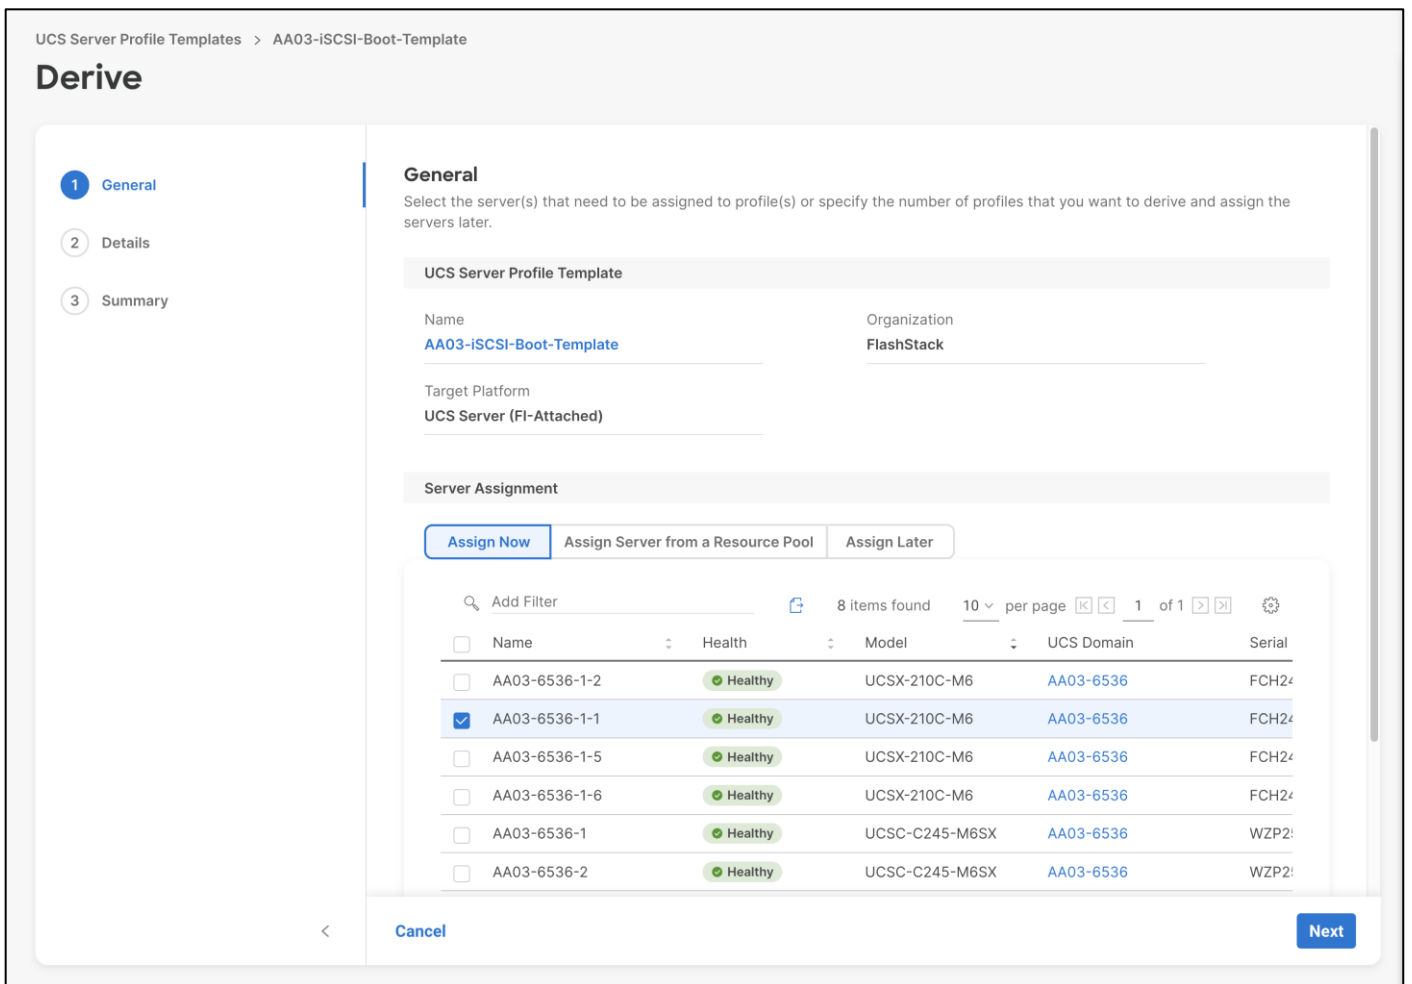 UCS Server Profile Templates > AA03-iSCSI-Boot-Template
Derive
1 General
2 Details
3 Summary
General
Select the server(s) that need to be assigned to profile(s) or specify the number of profiles that you want to derive and assign the
servers later.
UCS Server Profile Template
Name Organization
AA03-iSCSI-Boot-Template FlashStack
Target Platform
UCS Server (FI-Attached)
Server Assignment
Assign Now Assign Server from a Resource Pool Assign Later
Add Filter 8 items found 10 per page 1 of 1
Name Health Model UCS Domain Serial
AA03-6536-1-2 Healthy UCSX-210C-M6 AA03-6536 FCH24
AA03-6536-1-1 Healthy UCSX-210C-M6 AA03-6536 FCH24
AA03-6536-1-5 Healthy UCSX-210C-M6 AA03-6536 FCH24
AA03-6536-1-6 Healthy UCSX-210C-M6 AA03-6536 FCH24
AA03-6536-1 Healthy UCSC-C245-M6SX AA03-6536 WZP2
AA03-6536-2 Healthy UCSC-C245-M6SX AA03-6536 WZP2
Cancel Next